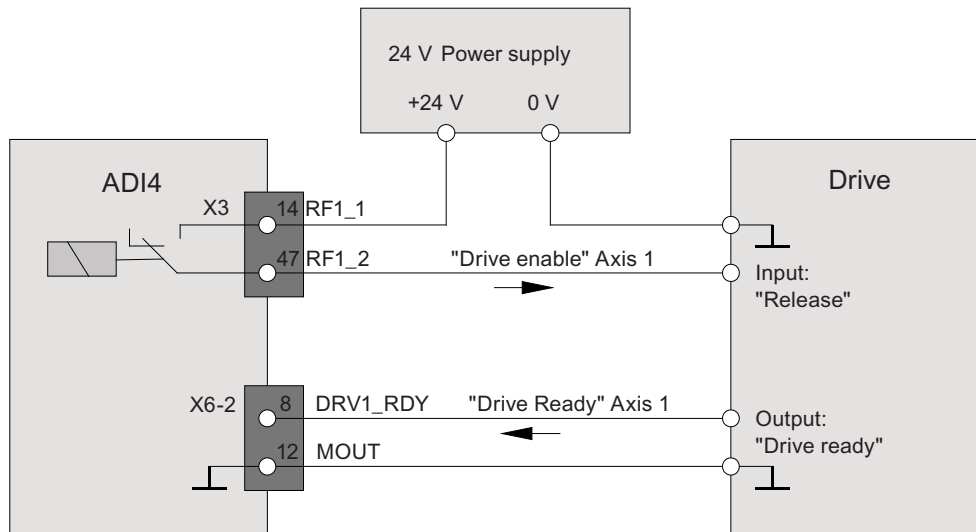 24 V Power supply
+24 V 0 V
ADI4
Drive
X3 14 RF1_1
47 RF1_2 "Drive enable" Axis 1
Input:
"Release"
X6-2 8 DRV1_RDY "Drive Ready" Axis 1
Output:
"Drive ready"
12 MOUT